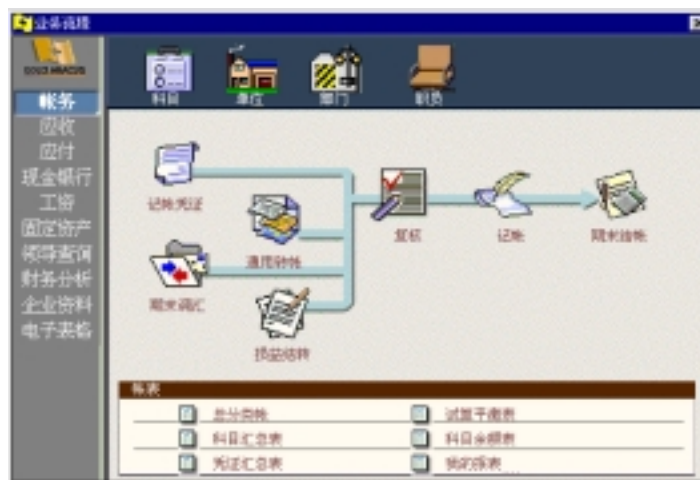 业务流程
GOLD ABACUS
科目 单位 部门 职员
帐务
应收
应付
现金银行
工资
固定资产
领导查询
财务分析
企业资料
电子表格
记帐凭证
通用转帐
期末调汇
损益结转
复核
记帐
期末结帐
帐表
总分类帐 试算平衡表
科目汇总表 科目余额表
凭证汇总表 我的报表